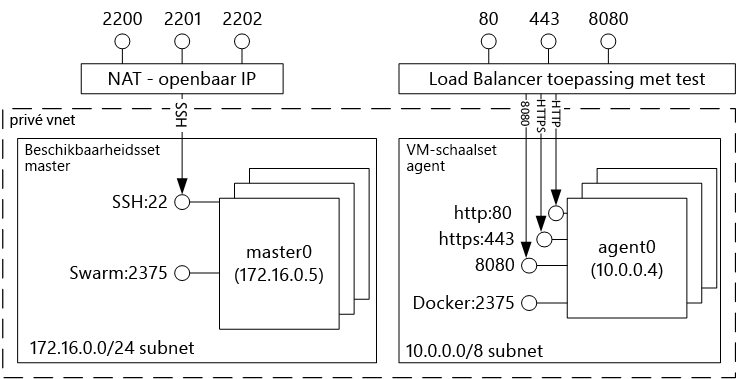 2200 2201 2202
NAT - openbaar IP
80 443 8080
Load Balancer toepassing met test
SSH
8080
HTTPS
HTTP
privé vnet
Beschikbaarheidsset
master
SSH:22
Swarm:2375
master0
(172.16.0.5)
172.16.0.0/24 subnet
VM-schaalset
agent
http:80
https:443
8080
Docker:2375
agent0
(10.0.0.4)
10.0.0.0/8 subnet